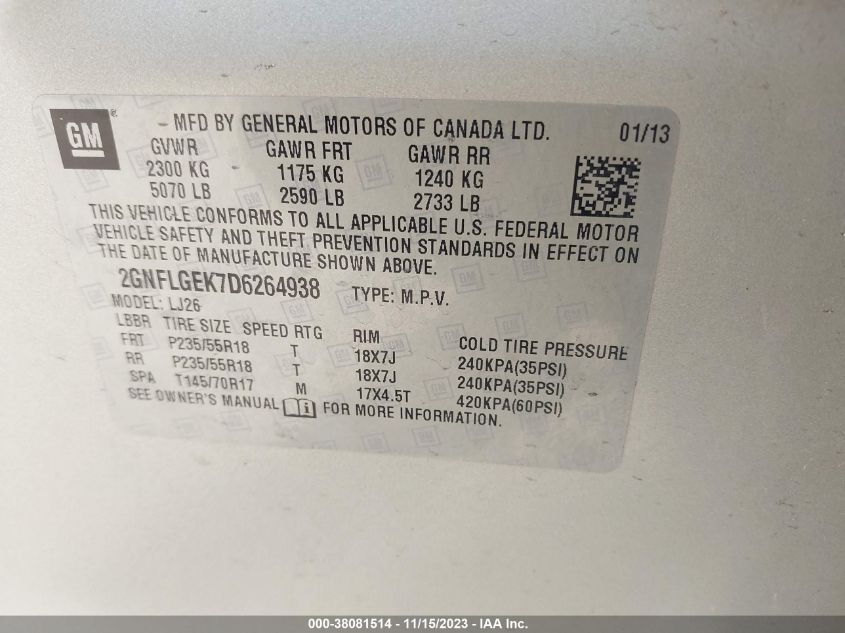 GM
MFD BY GENERAL MOTORS OF CANADA LTD. 01/13
GVWR GAWR FRT GAWR RR
2300 KG 1175 KG 1240 KG
5070 LB 2590 LB 2733 LB
THIS VEHICLE CONFORMS TO ALL APPLICABLE U.S. FEDERAL MOTOR
VEHICLE SAFETY AND THEFT PREVENTION STANDARDS IN EFFECT ON
THE DATE OF MANUFACTURE SHOWN ABOVE.
2GNFLGEK7D6264938 TYPE: M.P.V.
MODEL: LJ26
LBBR TIRE SIZE SPEED RTG RIM COLD TIRE PRESSURE
FRT P235/55R18 T 18X7J 240KPA(35PSI)
RR P235/55R18 T 18X7J 240KPA(35PSI)
SPA T145/70R17 M 17X4.5T 420KPA(60PSI)
SEE OWNER'S MANUAL FOR MORE INFORMATION.
000-38081514 - 11/15/2023 - IAA Inc.